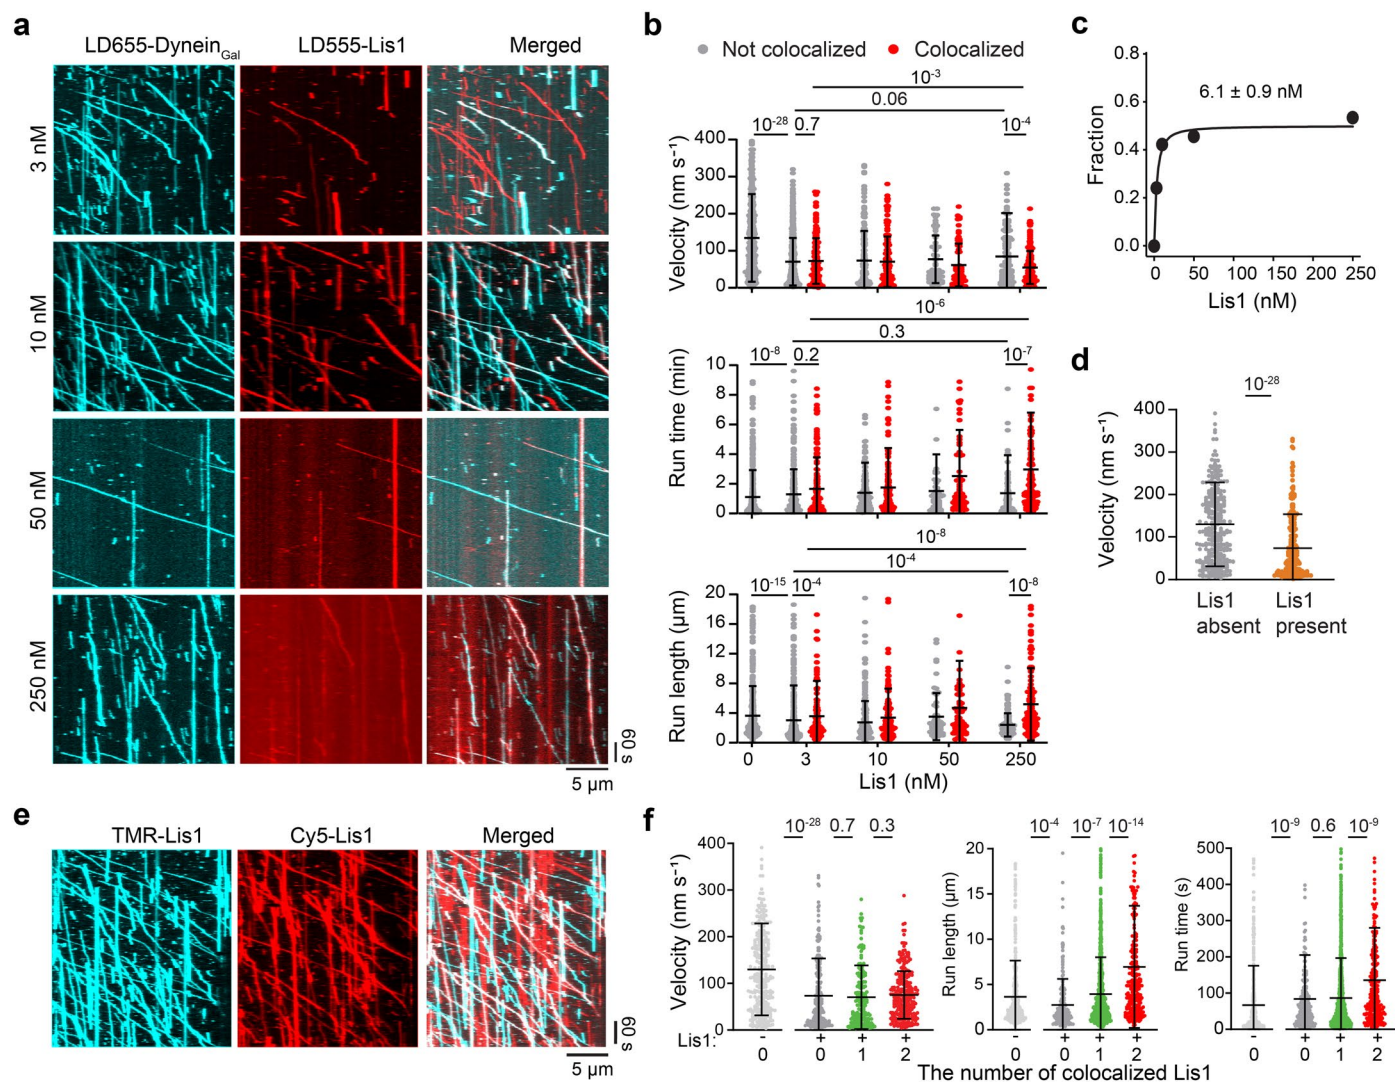 a
LD655-DyneinGal
LD555-Lis1
Merged
3 nM
10 nM
50 nM
250 nM
60 s
5 µm
b
Not colocalized
Colocalized
10-3
0.06
10-28
0.7
10-4
Velocity (nm s⁻¹)
400
300
200
100
0
10-6
0.3
10-8
0.2
10-7
Run time (min)
10
8
6
4
2
0
10-8
10-4
10-15
10-4
10-8
Run length (µm)
20
16
12
8
4
0
0
3
10
50
250
Lis1 (nM)
c
0.8
0.6
0.4
0.2
0.0
Fraction
6.1 ± 0.9 nM
0
50
100
150
200
250
Lis1 (nM)
d
10-28
Velocity (nm s⁻¹)
400
300
200
100
0
Lis1 absent
Lis1 present
e
TMR-Lis1
Cy5-Lis1
Merged
60 s
5 µm
f
10-28
0.7
0.3
Velocity (nm s⁻¹)
400
300
200
100
0
Lis1:
- + + +
0 0 1 2
10-4
10-7
10-14
Run length (µm)
20
15
10
5
0
- + + +
0 0 1 2
10-9
0.6
10-9
Run time (s)
500
400
300
200
100
0
- + + +
0 0 1 2
The number of colocalized Lis1